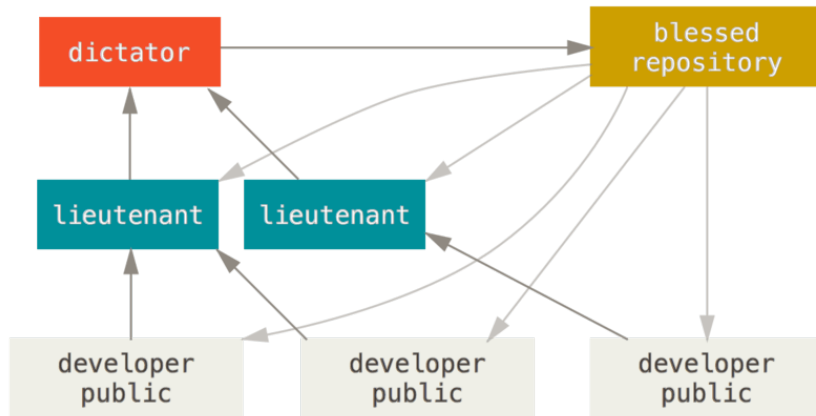 dictator
blessed
repository
lieutenant
lieutenant
developer
public
developer
public
developer
public